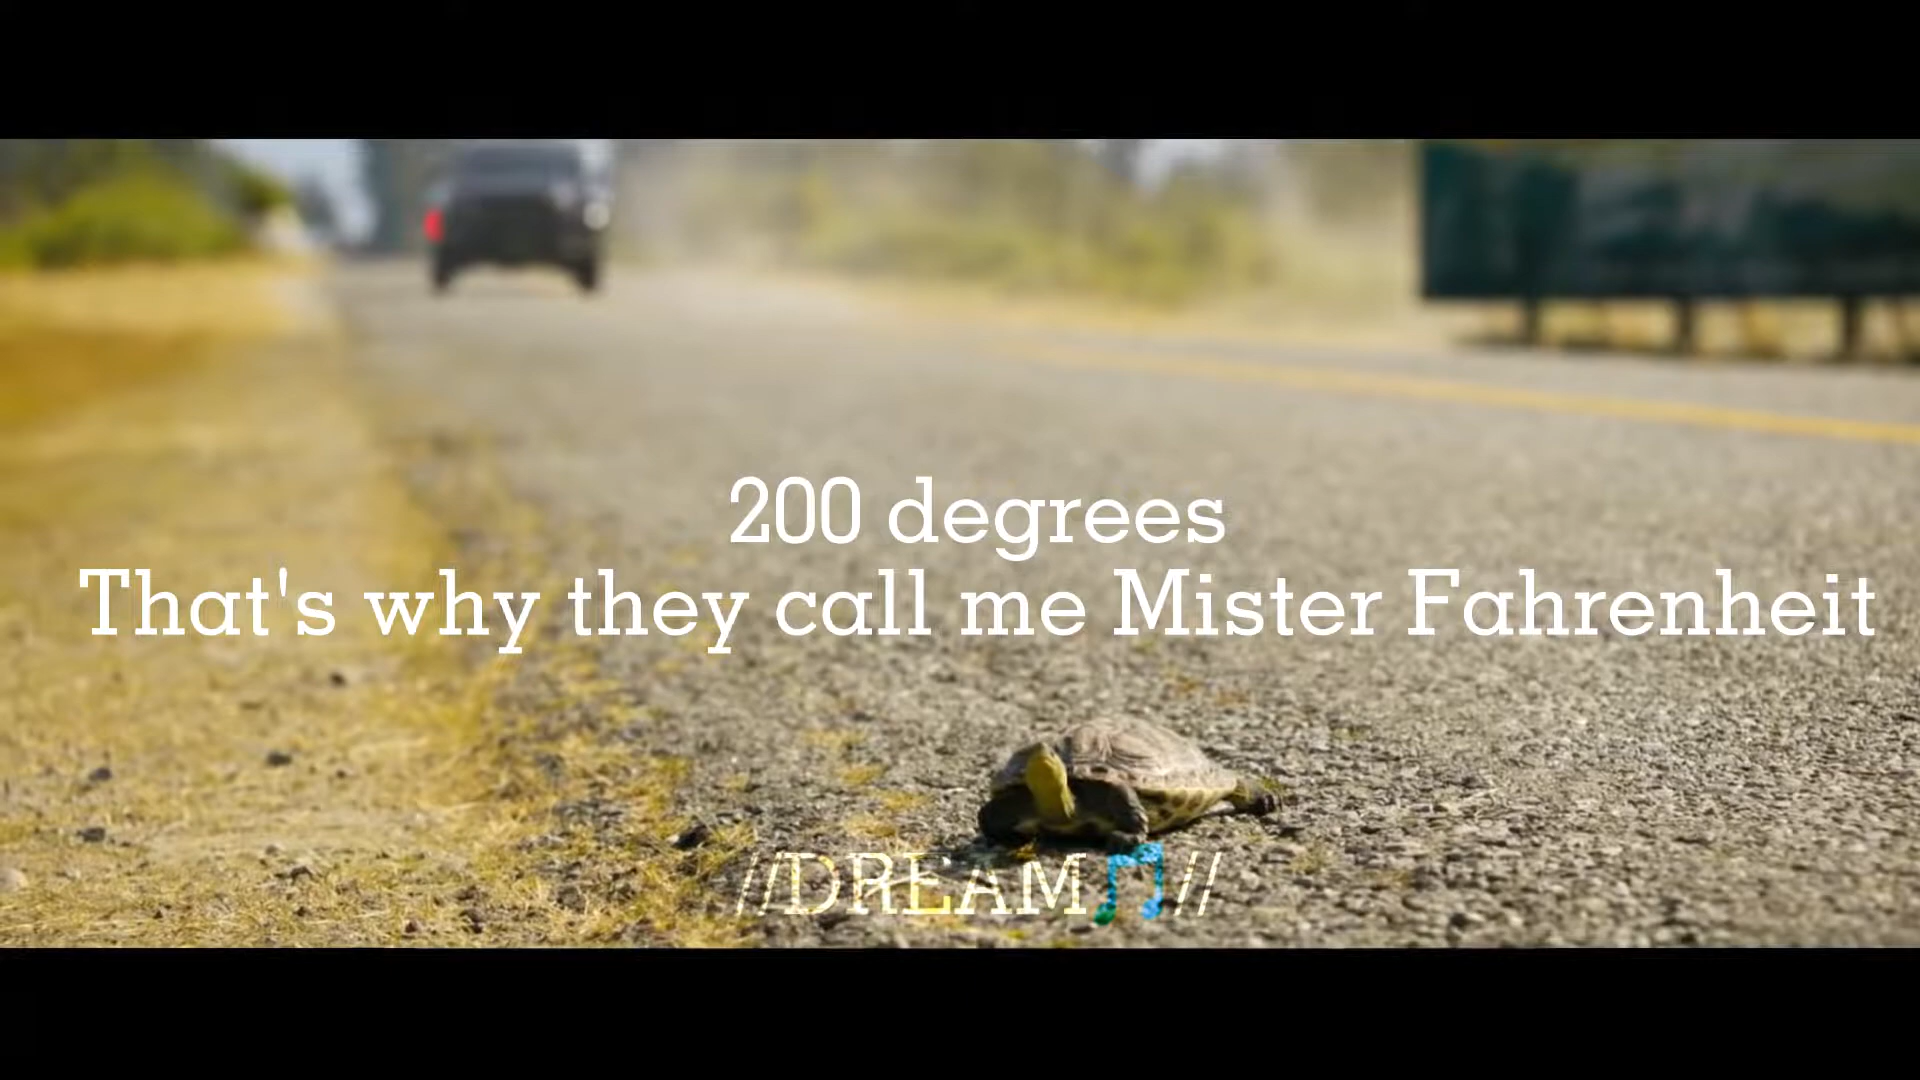 200 degrees
That's why they call me Mister Fahrenheit
//DREAM🎵//